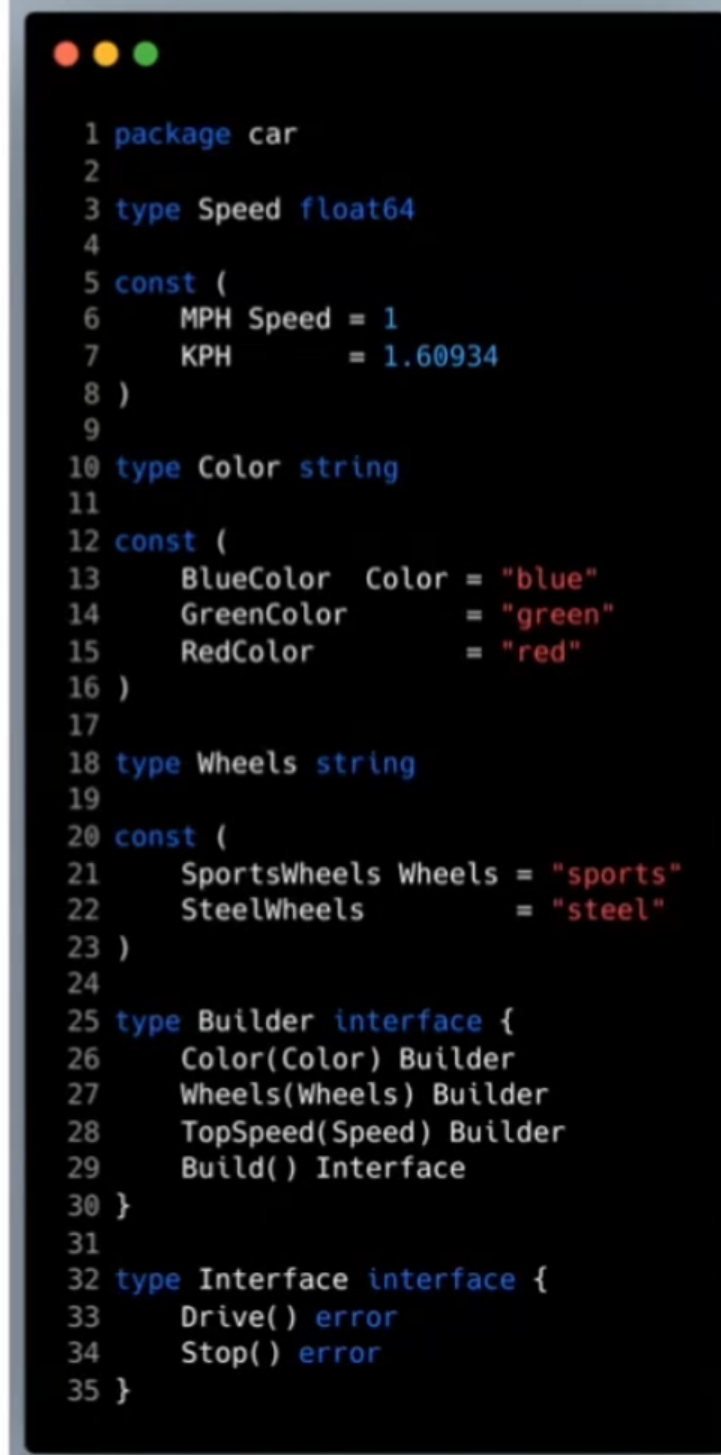 1 package car
2
3 type Speed float64
4
5 const (
6     MPH Speed = 1
7     KPH       = 1.60934
8 )
9
10 type Color string
11
12 const (
13     BlueColor  Color = "blue"
14     GreenColor       = "green"
15     RedColor         = "red"
16 )
17
18 type Wheels string
19
20 const (
21     SportsWheels Wheels = "sports"
22     SteelWheels         = "steel"
23 )
24
25 type Builder interface {
26     Color(Color) Builder
27     Wheels(Wheels) Builder
28     TopSpeed(Speed) Builder
29     Build() Interface
30 }
31
32 type Interface interface {
33     Drive() error
34     Stop() error
35 }